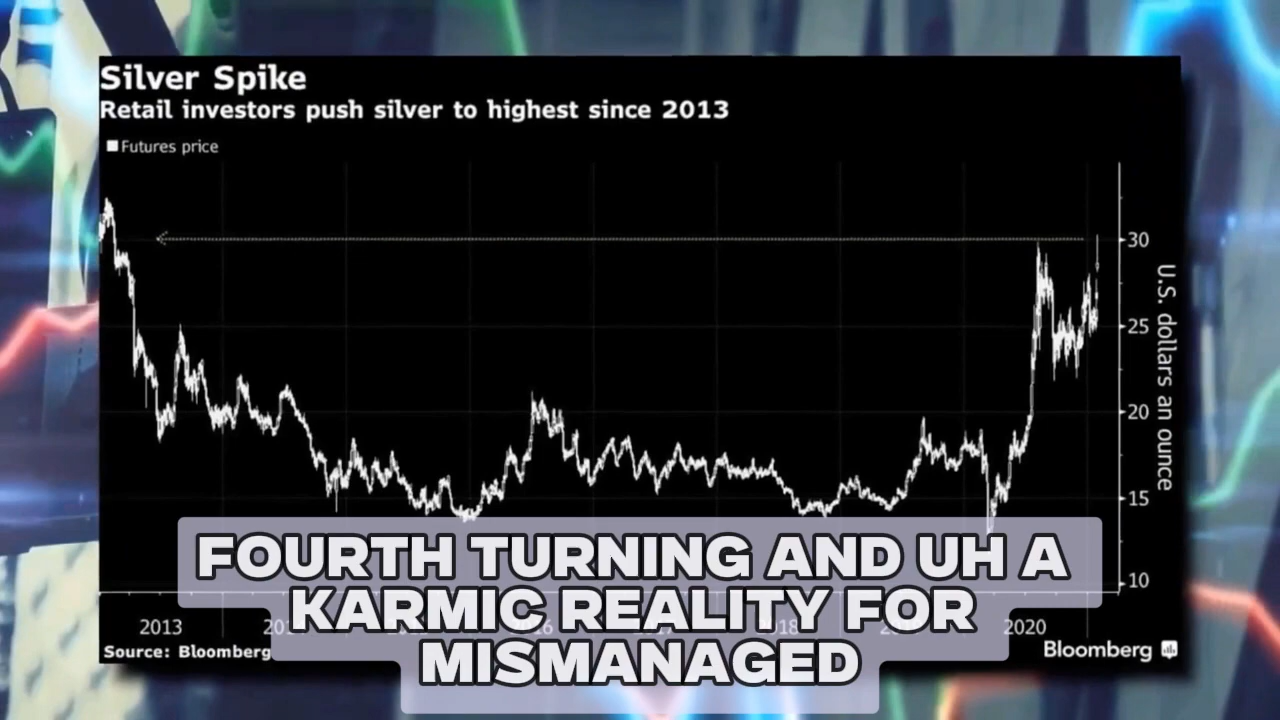 Silver Spike
Retail investors push silver to highest since 2013
Futures price
30
25
20
15
10
U.S. dollars an ounce
FOURTH TURNING AND UH A
KARMIC REALITY FOR
MISMANAGED
2013 2016 2018 2020
Source: Bloomberg
Bloomberg